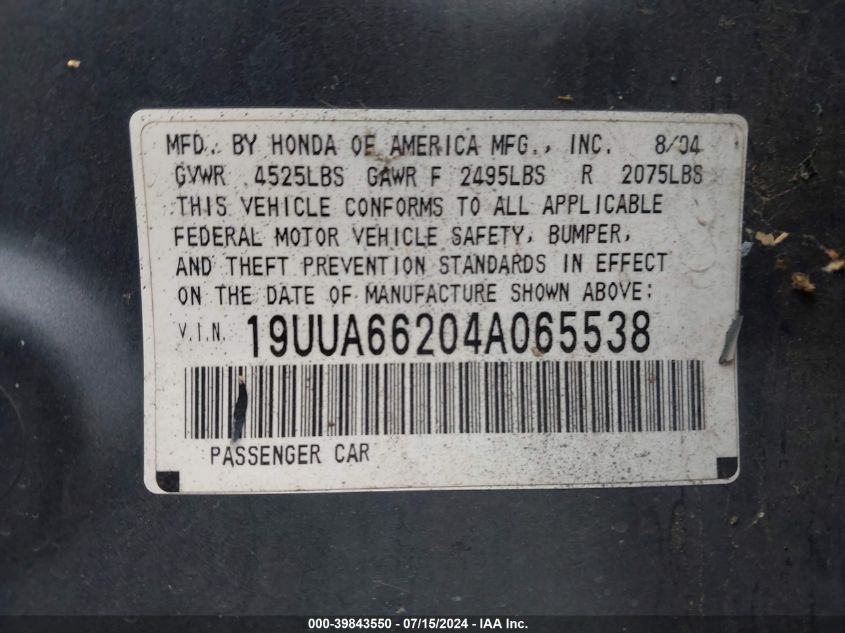 MFD. BY HONDA OF AMERICA MFG., INC. 8/04
GVWR 4525LBS GAWR F 2495LBS R 2075LBS
THIS VEHICLE CONFORMS TO ALL APPLICABLE
FEDERAL MOTOR VEHICLE SAFETY, BUMPER,
AND THEFT PREVENTION STANDARDS IN EFFECT
ON THE DATE OF MANUFACTURE SHOWN ABOVE:
V.I.N. 19UUA66204A065538
PASSENGER CAR
000-39843550 - 07/15/2024 - IAA Inc.